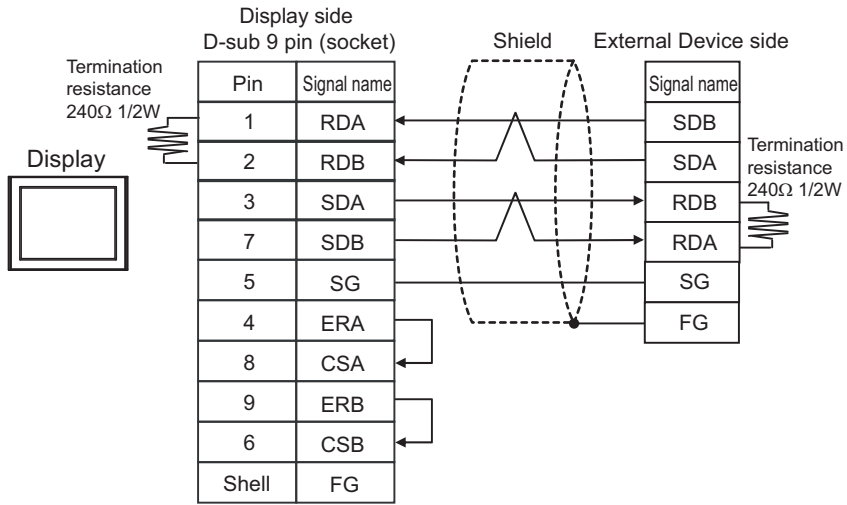 Display side
D-sub 9 pin (socket)
Shield
External Device side
Termination
resistance
240Ω 1/2W
Display
Pin Signal name
1 RDA
2 RDB
3 SDA
7 SDB
5 SG
4 ERA
8 CSA
9 ERB
6 CSB
Shell FG
Signal name
SDB
SDA
RDB
RDA
SG
FG
Termination
resistance
240Ω 1/2W